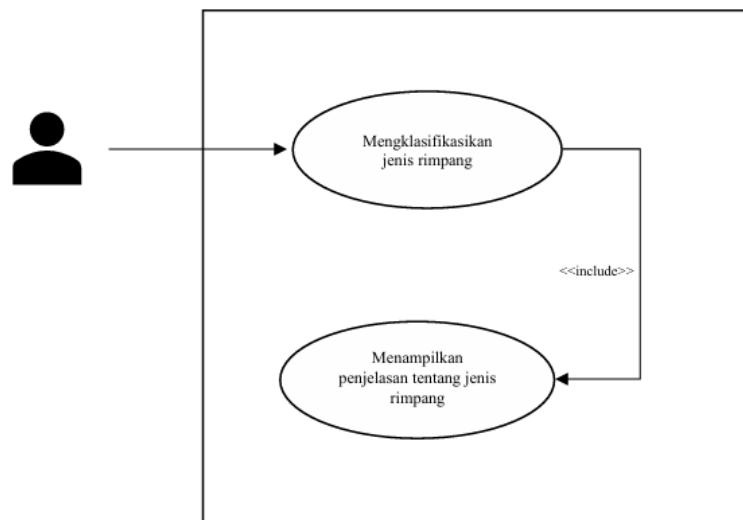 Mengklasifikasikan
jenis rimpang
<<include>>
Menampilkan
penjelasan tentang jenis
rimpang